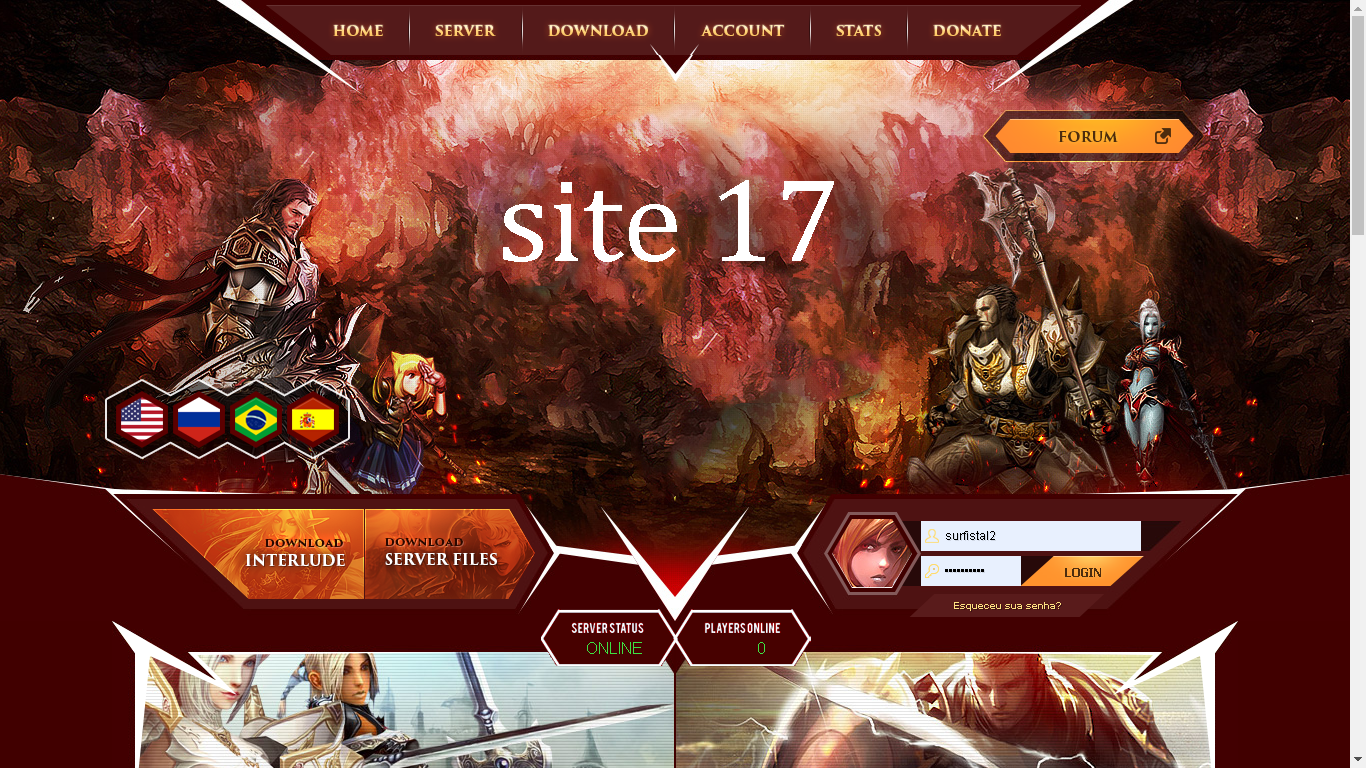 HOME SERVER DOWNLOAD ACCOUNT STATS DONATE
FORUM
site 17
DOWNLOAD
INTERLUDE
DOWNLOAD
SERVER FILES
surfistal2
••••••••••
LOGIN
Esqueceu sua senha?
SERVER STATUS
ONLINE
PLAYERS ONLINE
0